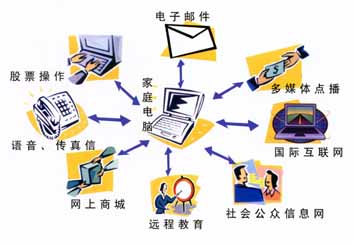 电子邮件
股票操作
家庭电脑
多媒体点播
语音、传真信
国际互联网
网上商城
远程教育
社会公众信息网